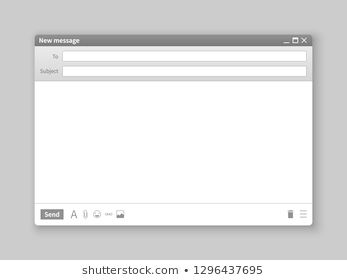 New message
To
Subject
Send
A
shutterstock.com • 1296437695